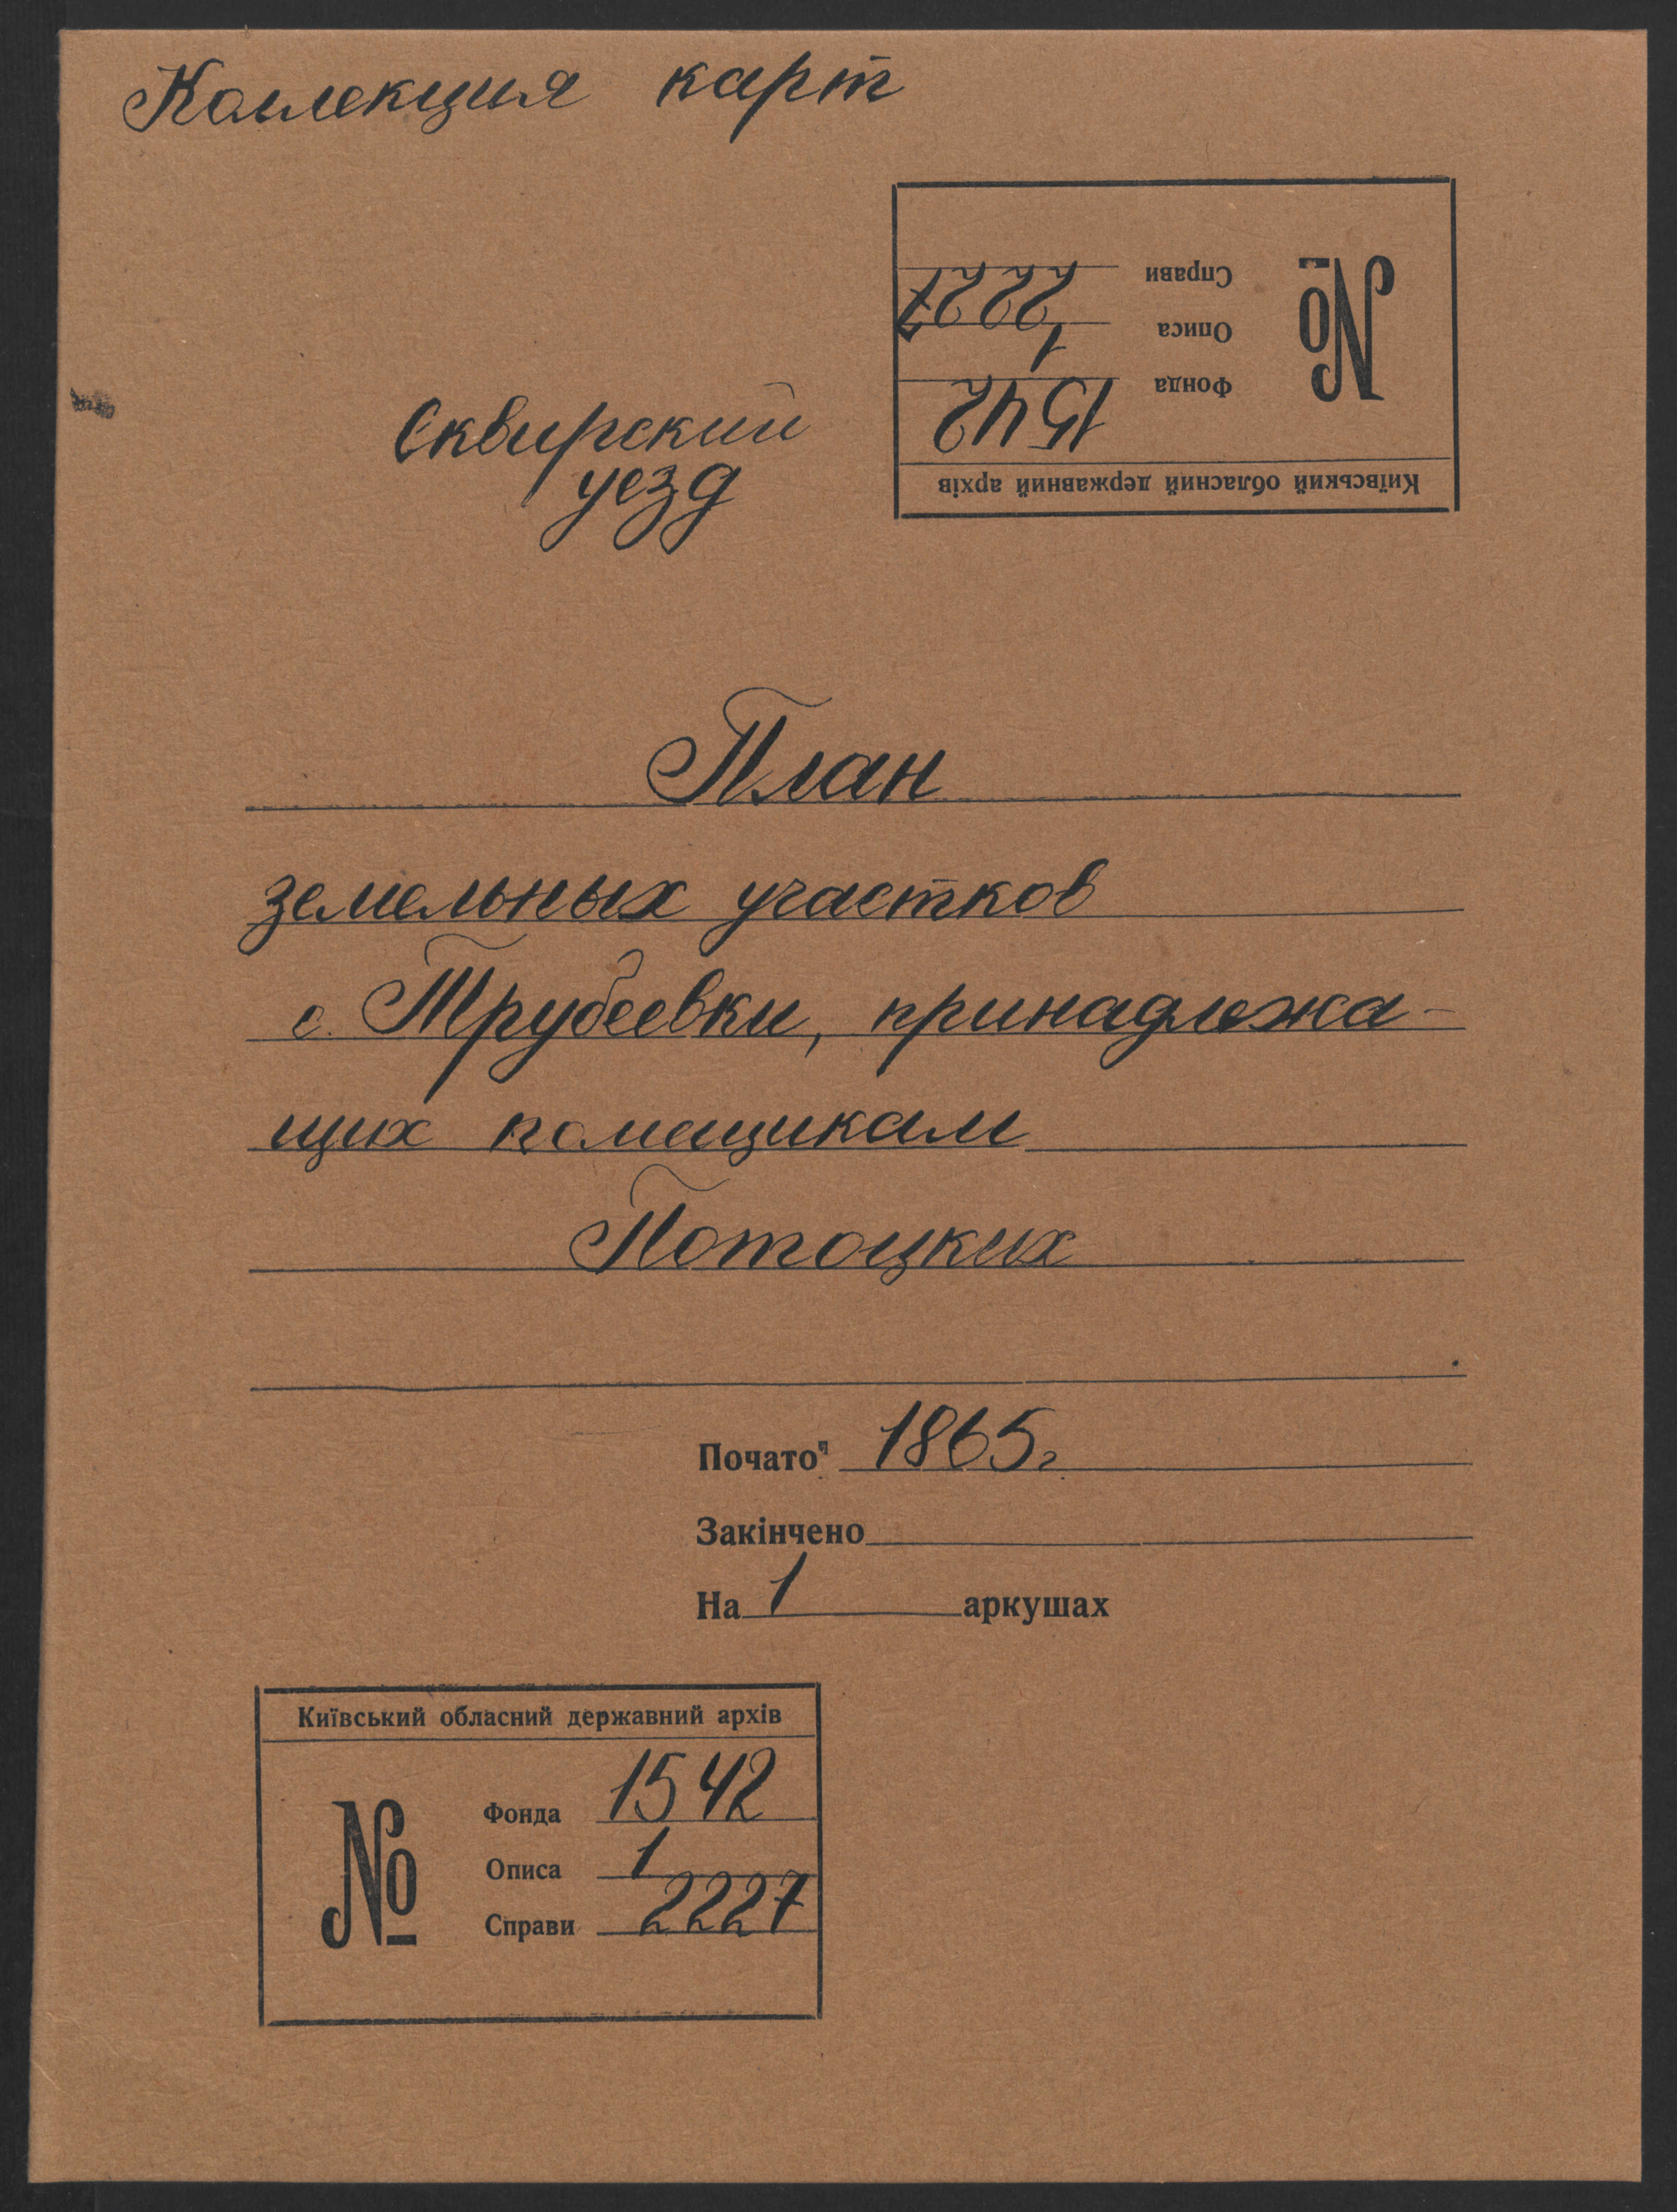 Коллекция карт
Справи 2227
Описа 1
Фонда 1542
№
Київський обласний державний архів
Сквирский
уезд
План
земельных участков
с. Трубеевки, принадлежа-
щих помещикам
Потоцких
Почато 1865г
Закінчено
На 1 аркушах
Київський обласний державний архів
№
Фонда 1542
Описа 1
Справи 2227